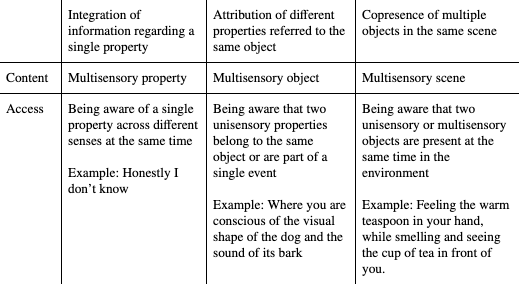 Integration of
information regarding a
single property
Attribution of different
properties referred to the
same object
Copresence of multiple
objects in the same scene
Content
Multisensory property
Multisensory object
Multisensory scene
Access
Being aware of a single
property across different
senses at the same time
Example: Honestly I
don't know
Being aware that two
unisensory properties
belong to the same
object or are part of a
single event
Example: Where you are
conscious of the visual
shape of the dog and the
sound of its bark
Being aware that two
unisensory or multisensory
objects are present at the
same time in the
environment
Example: Feeling the warm
teaspoon in your hand,
while smelling and seeing
the cup of tea in front of
you.